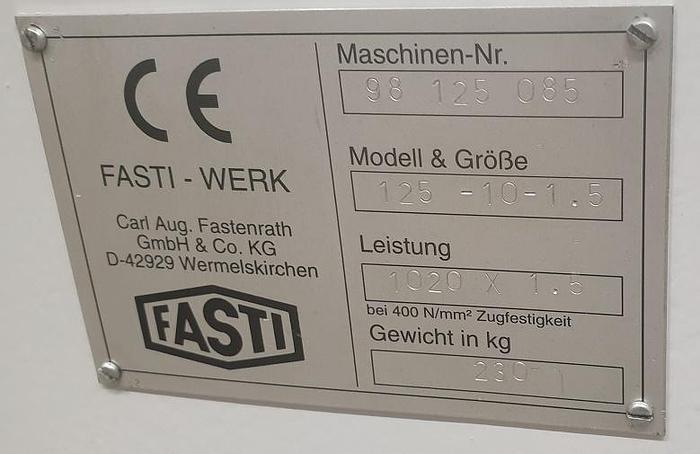 CE
FASTI - WERK
Carl Aug. Fastenrath
GmbH & Co. KG
D-42929 Wermelskirchen
FASTI
Maschinen-Nr.
98 125 085
Modell & Größe
125 -10-1.5
Leistung
1020 X 1.5
bei 400 N/mm² Zugfestigkeit
Gewicht in kg
230